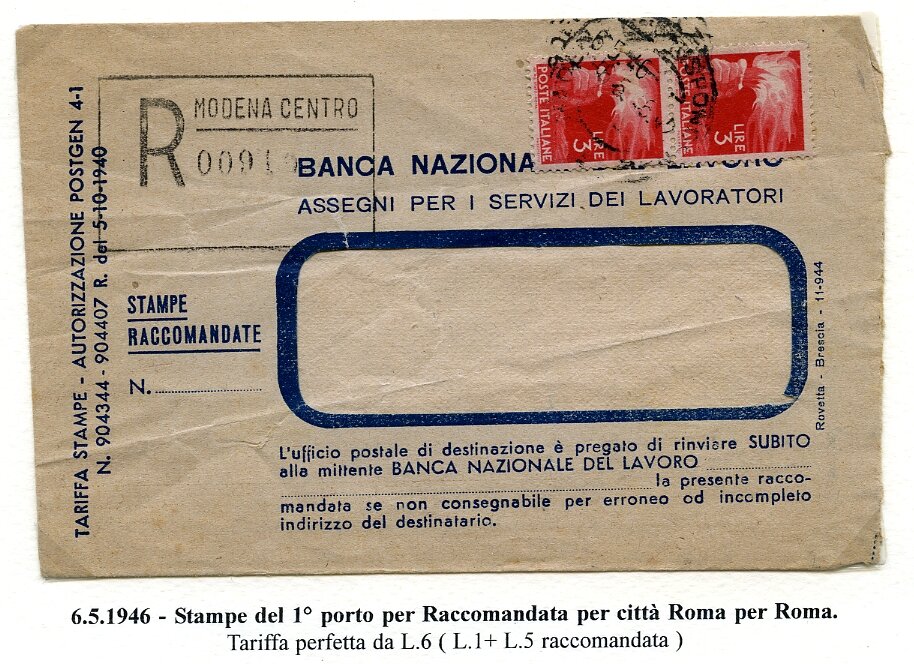 TARIFFA STAMPE - AUTORIZZAZIONE POSTGEN 4-1
N. 904344 - 904407 R. del 5-10-1940
R
MODENA CENTRO
BANCA NAZIONA LAVORO
ASSEGNI PER I SERVIZI DEI LAVORATORI
POSTE ITALIANE
LIRE
3
POSTE ITALIANE
LIRE
3
STAMPE
RACCOMANDATE
N.
Rovetta - Brescia - 11-944
L'ufficio postale di destinazione è pregato di rinviare SUBITO
alla mittente BANCA NAZIONALE DEL LAVORO
la presente racco-
mandata se non consegnabile per erroneo od incompleto
indirizzo del destinatario.
6.5.1946 - Stampe del 1° porto per Raccomandata per città Roma per Roma.
Tariffa perfetta da L.6 ( L.1+ L.5 raccomandata )